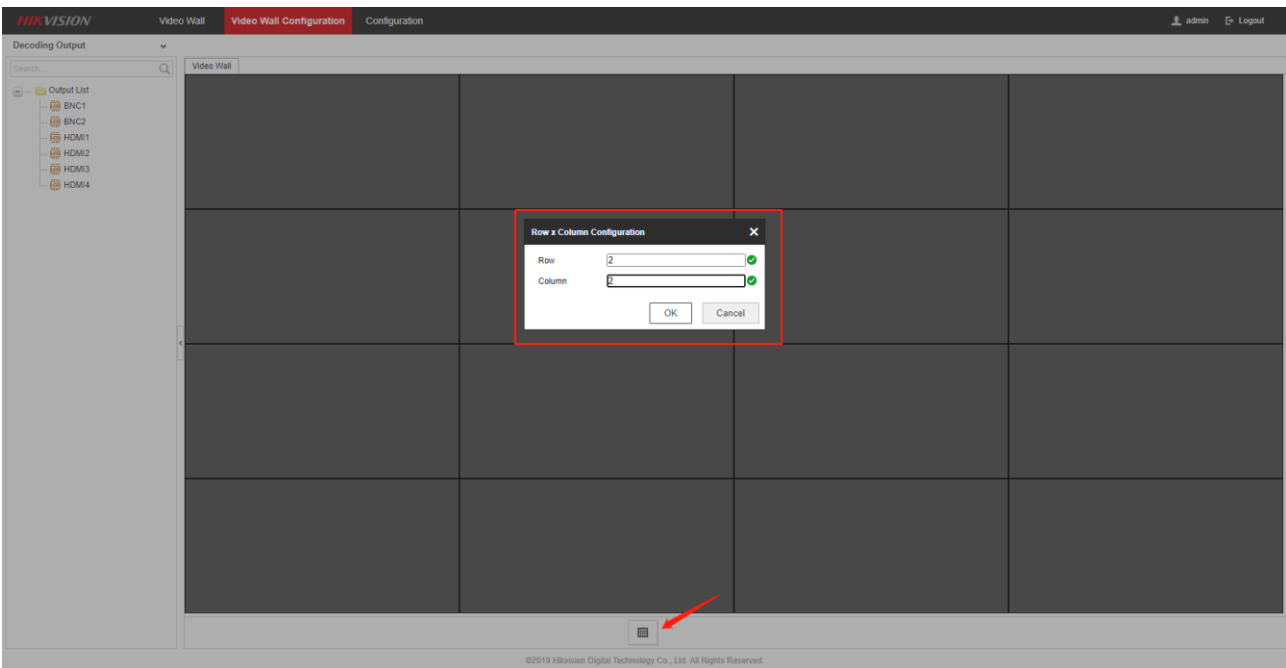 HIKVISION Video Wall Video Wall Configuration Configuration admin Logout
Decoding Output
Search...
Video Wall
Output List
BNC1
BNC2
HDMI1
HDMI2
HDMI3
HDMI4
Row x Column Configuration
Row 2
Column 2
OK Cancel
©2019 Hikvision Digital Technology Co., Ltd. All Rights Reserved.